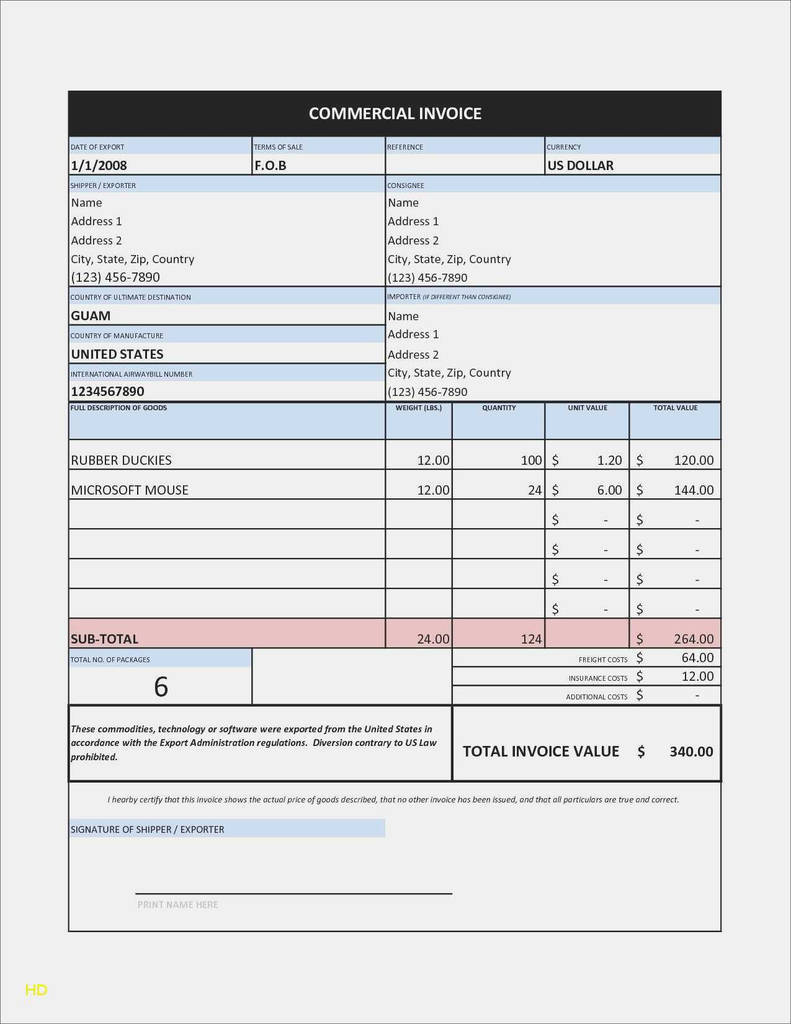 COMMERCIAL INVOICE
DATE OF EXPORT TERMS OF SALE REFERENCE CURRENCY
1/1/2008 F.O.B US DOLLAR
SHIPPER / EXPORTER CONSIGNEE
Name Name
Address 1 Address 1
Address 2 Address 2
City, State, Zip, Country City, State, Zip, Country
(123) 456-7890 (123) 456-7890
COUNTRY OF ULTIMATE DESTINATION IMPORTER (IF DIFFERENT THAN CONSIGNEE)
GUAM Name
COUNTRY OF MANUFACTURE Address 1
UNITED STATES Address 2
INTERNATIONAL AIRWAYBILL NUMBER City, State, Zip, Country
1234567890 (123) 456-7890
FULL DESCRIPTION OF GOODS WEIGHT (LBS.) QUANTITY UNIT VALUE TOTAL VALUE
RUBBER DUCKIES 12.00 100 $ 1.20 $ 120.00
MICROSOFT MOUSE 12.00 24 $ 6.00 $ 144.00
$ - $ -
$ - $ -
$ - $ -
$ - $ -
SUB-TOTAL 24.00 124 $ 264.00
TOTAL NO. OF PACKAGES FREIGHT COSTS $ 64.00
6 INSURANCE COSTS $ 12.00
ADDITIONAL COSTS $ -
These commodities, technology or software were exported from the United States in
accordance with the Export Administration regulations. Diversion contrary to US Law
prohibited.
TOTAL INVOICE VALUE $ 340.00
I hearby certify that this invoice shows the actual price of goods described, that no other invoice has been issued, and that all particulars are true and correct.
SIGNATURE OF SHIPPER / EXPORTER
PRINT NAME HERE
HD